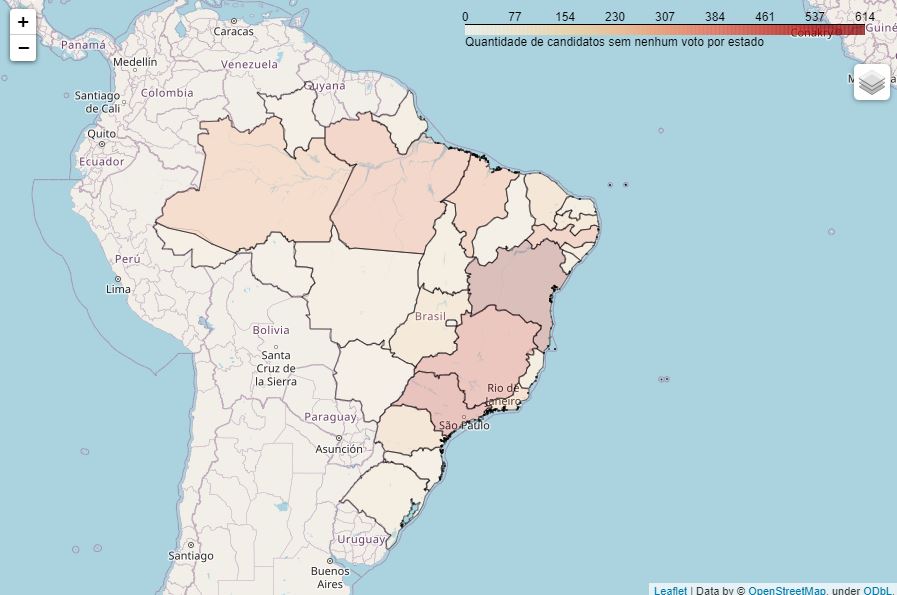 +
−
0 77 154 230 307 384 461 537 614
Quantidade de candidatos sem nenhum voto por estado
Conakry
Guiné
Caracas
Panamá
Medellín
Venezuela
Guyana
Colombia
Santiago
de Cali
Quito
Ecuador
Perú
Lima
Brasil
Bolivia
Santa
Cruz de
la Sierra
Rio de
Janeiro
Paraguay
São Paulo
Asunción
Uruguay
Santiago
Buenos
Aires
Leaflet | Data by © OpenStreetMap, under ODbL.